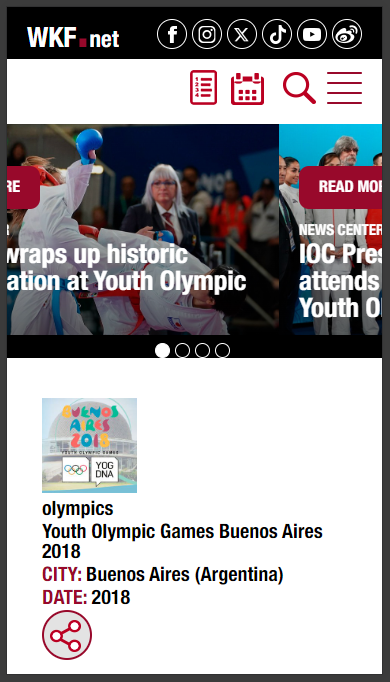 WKF.net
RE READ MOR
R NEWS CENTER
wraps up historic
ation at Youth Olympic
IOC Pres
attends
Youth O
BUENOS
AIRES
2018
YOUTH OLYMPIC GAMES
YOG
DNA
olympics
Youth Olympic Games Buenos Aires
2018
CITY: Buenos Aires (Argentina)
DATE: 2018